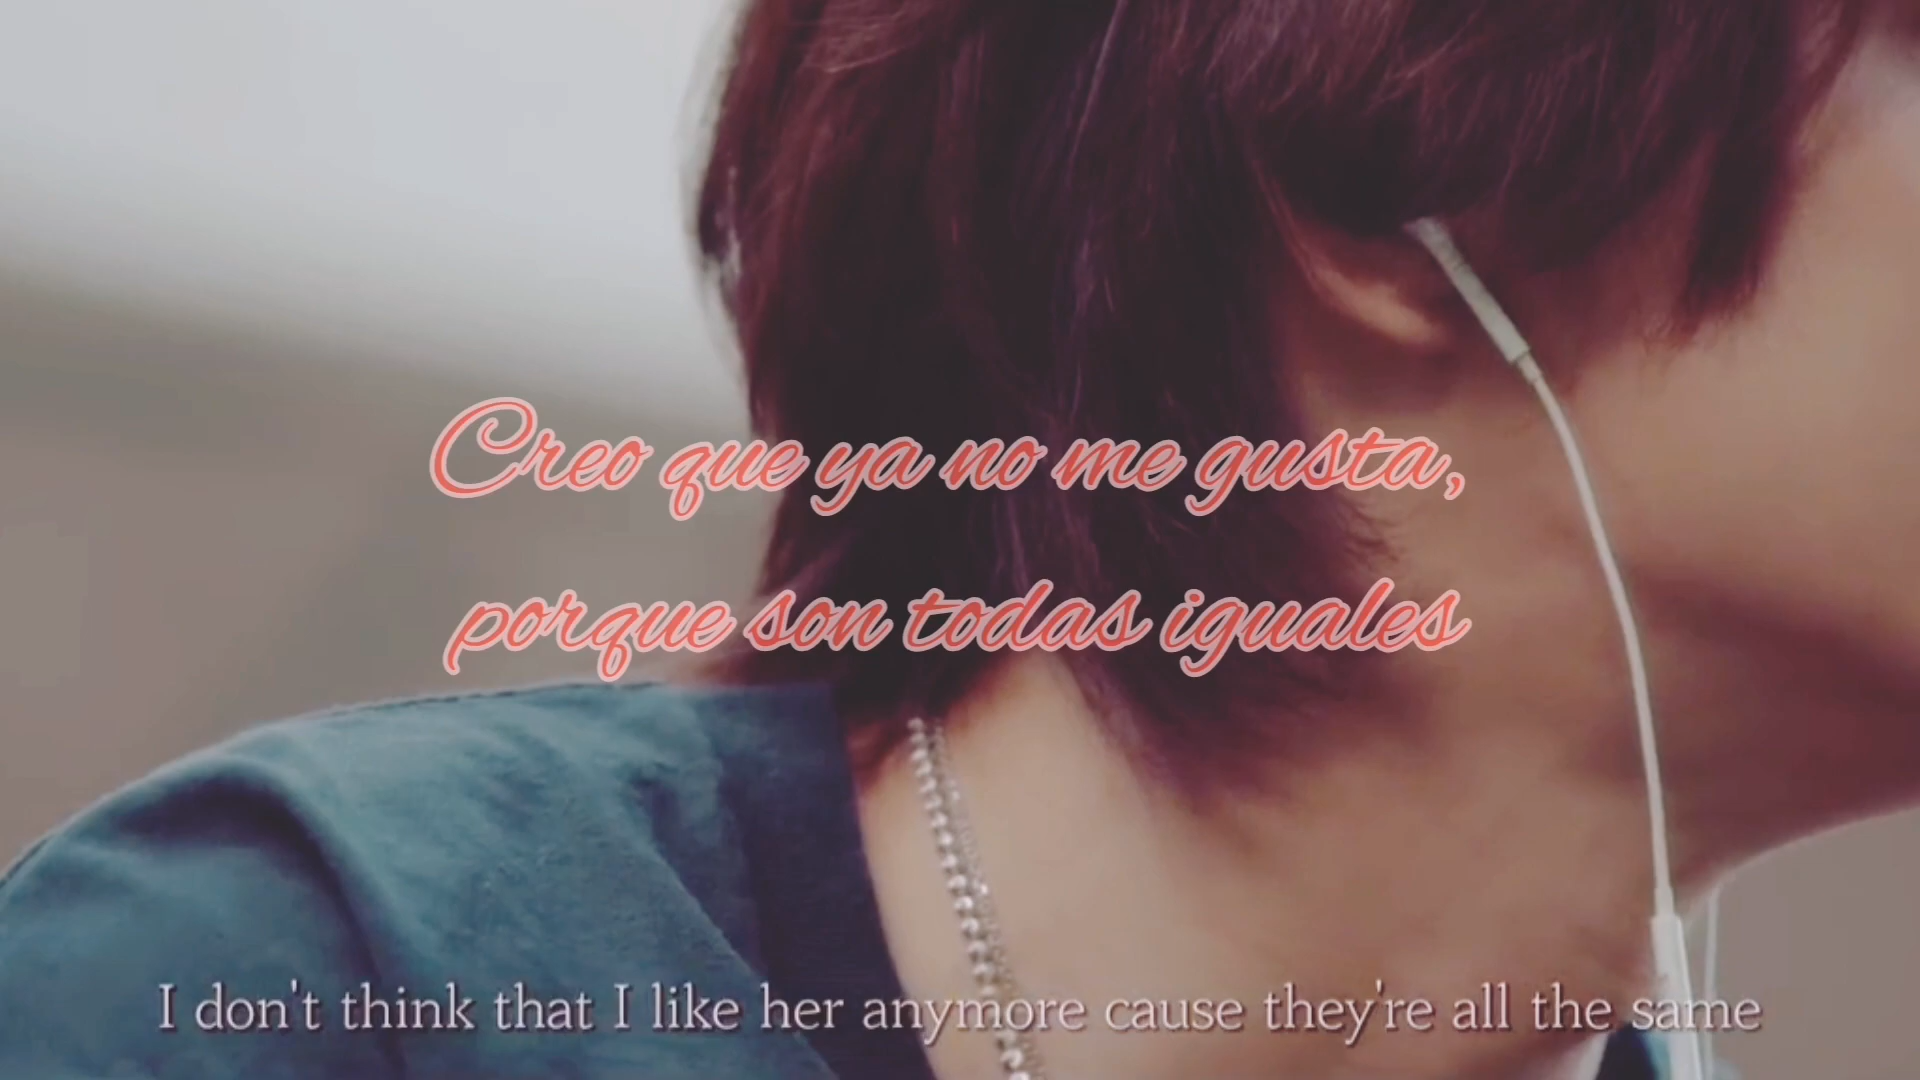 Creo que ya no me gusta,
porque son todas iguales
I don't think that I like her anymore cause they're all the same